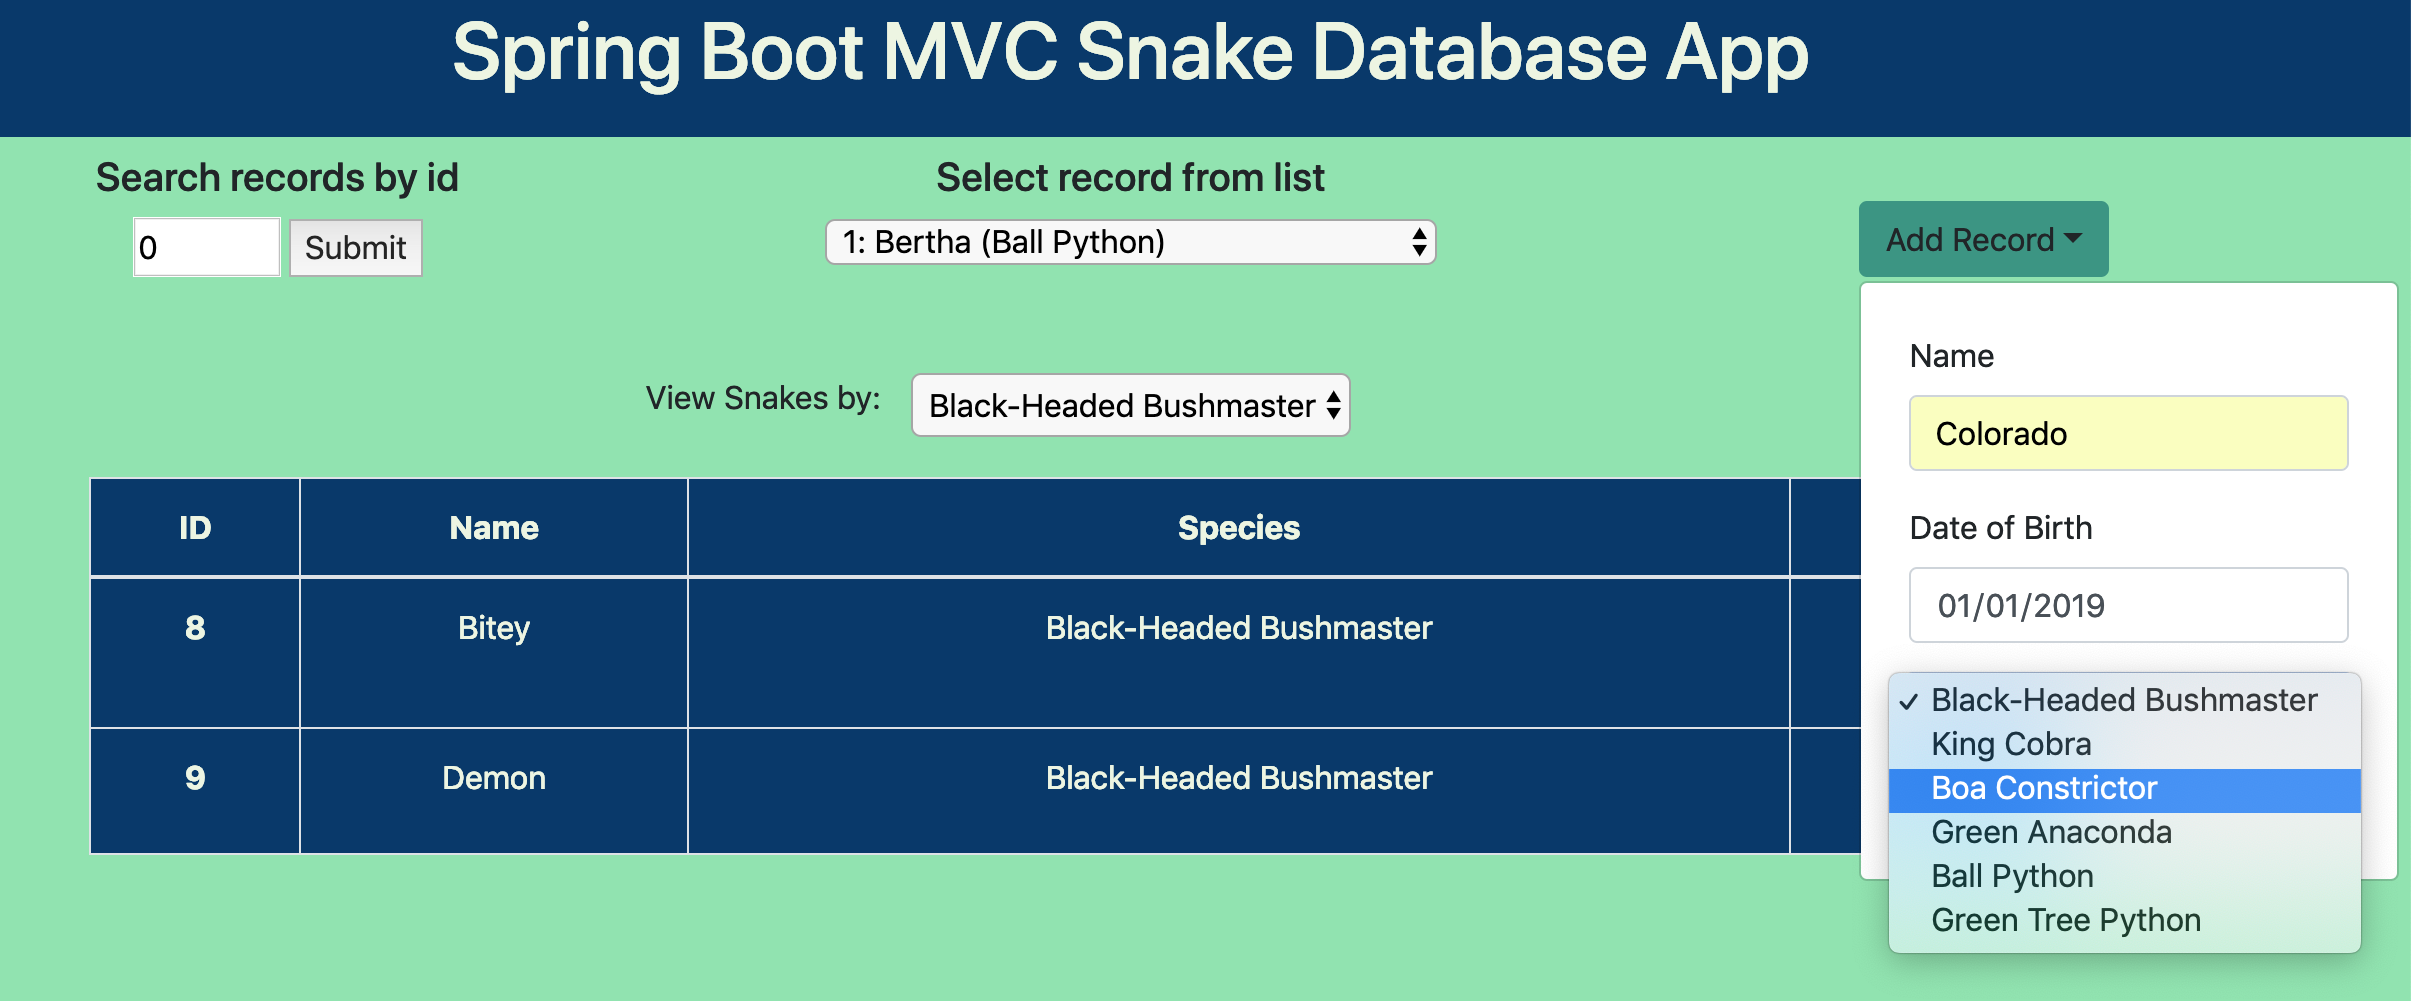 Spring Boot MVC Snake Database App
Search records by id
0 Submit
Select record from list
1: Bertha (Ball Python)
Add Record
View Snakes by: Black-Headed Bushmaster
ID Name Species
8 Bitey Black-Headed Bushmaster
9 Demon Black-Headed Bushmaster
Name
Colorado
Date of Birth
01/01/2019
✓ Black-Headed Bushmaster
King Cobra
Boa Constrictor
Green Anaconda
Ball Python
Green Tree Python